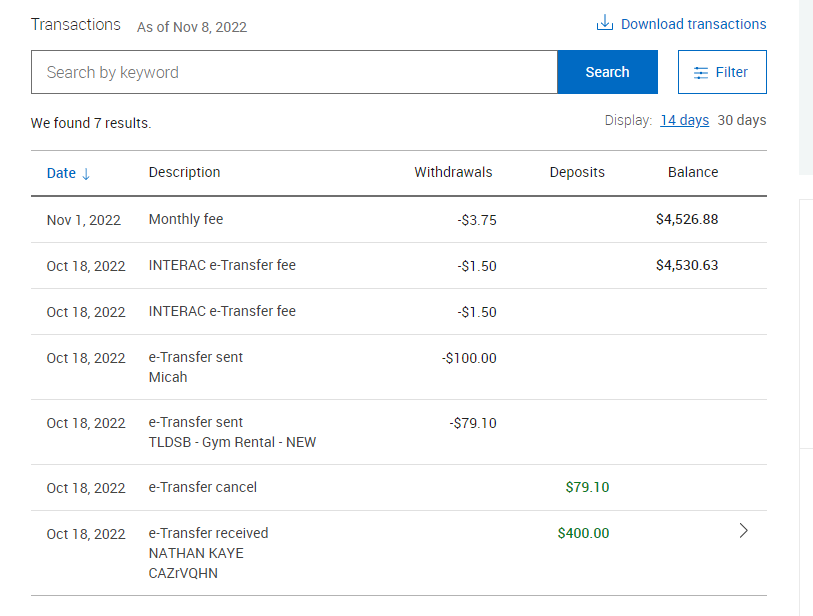 Transactions As of Nov 8, 2022 Download transactions
Search by keyword Search Filter
We found 7 results. Display: 14 days 30 days
Date ↓ Description Withdrawals Deposits Balance
Nov 1, 2022 Monthly fee -$3.75 $4,526.88
Oct 18, 2022 INTERAC e-Transfer fee -$1.50 $4,530.63
Oct 18, 2022 INTERAC e-Transfer fee -$1.50
Oct 18, 2022 e-Transfer sent -$100.00
Micah
Oct 18, 2022 e-Transfer sent -$79.10
TLDSB - Gym Rental - NEW
Oct 18, 2022 e-Transfer cancel $79.10
Oct 18, 2022 e-Transfer received $400.00
NATHAN KAYE
CAZrVQHN